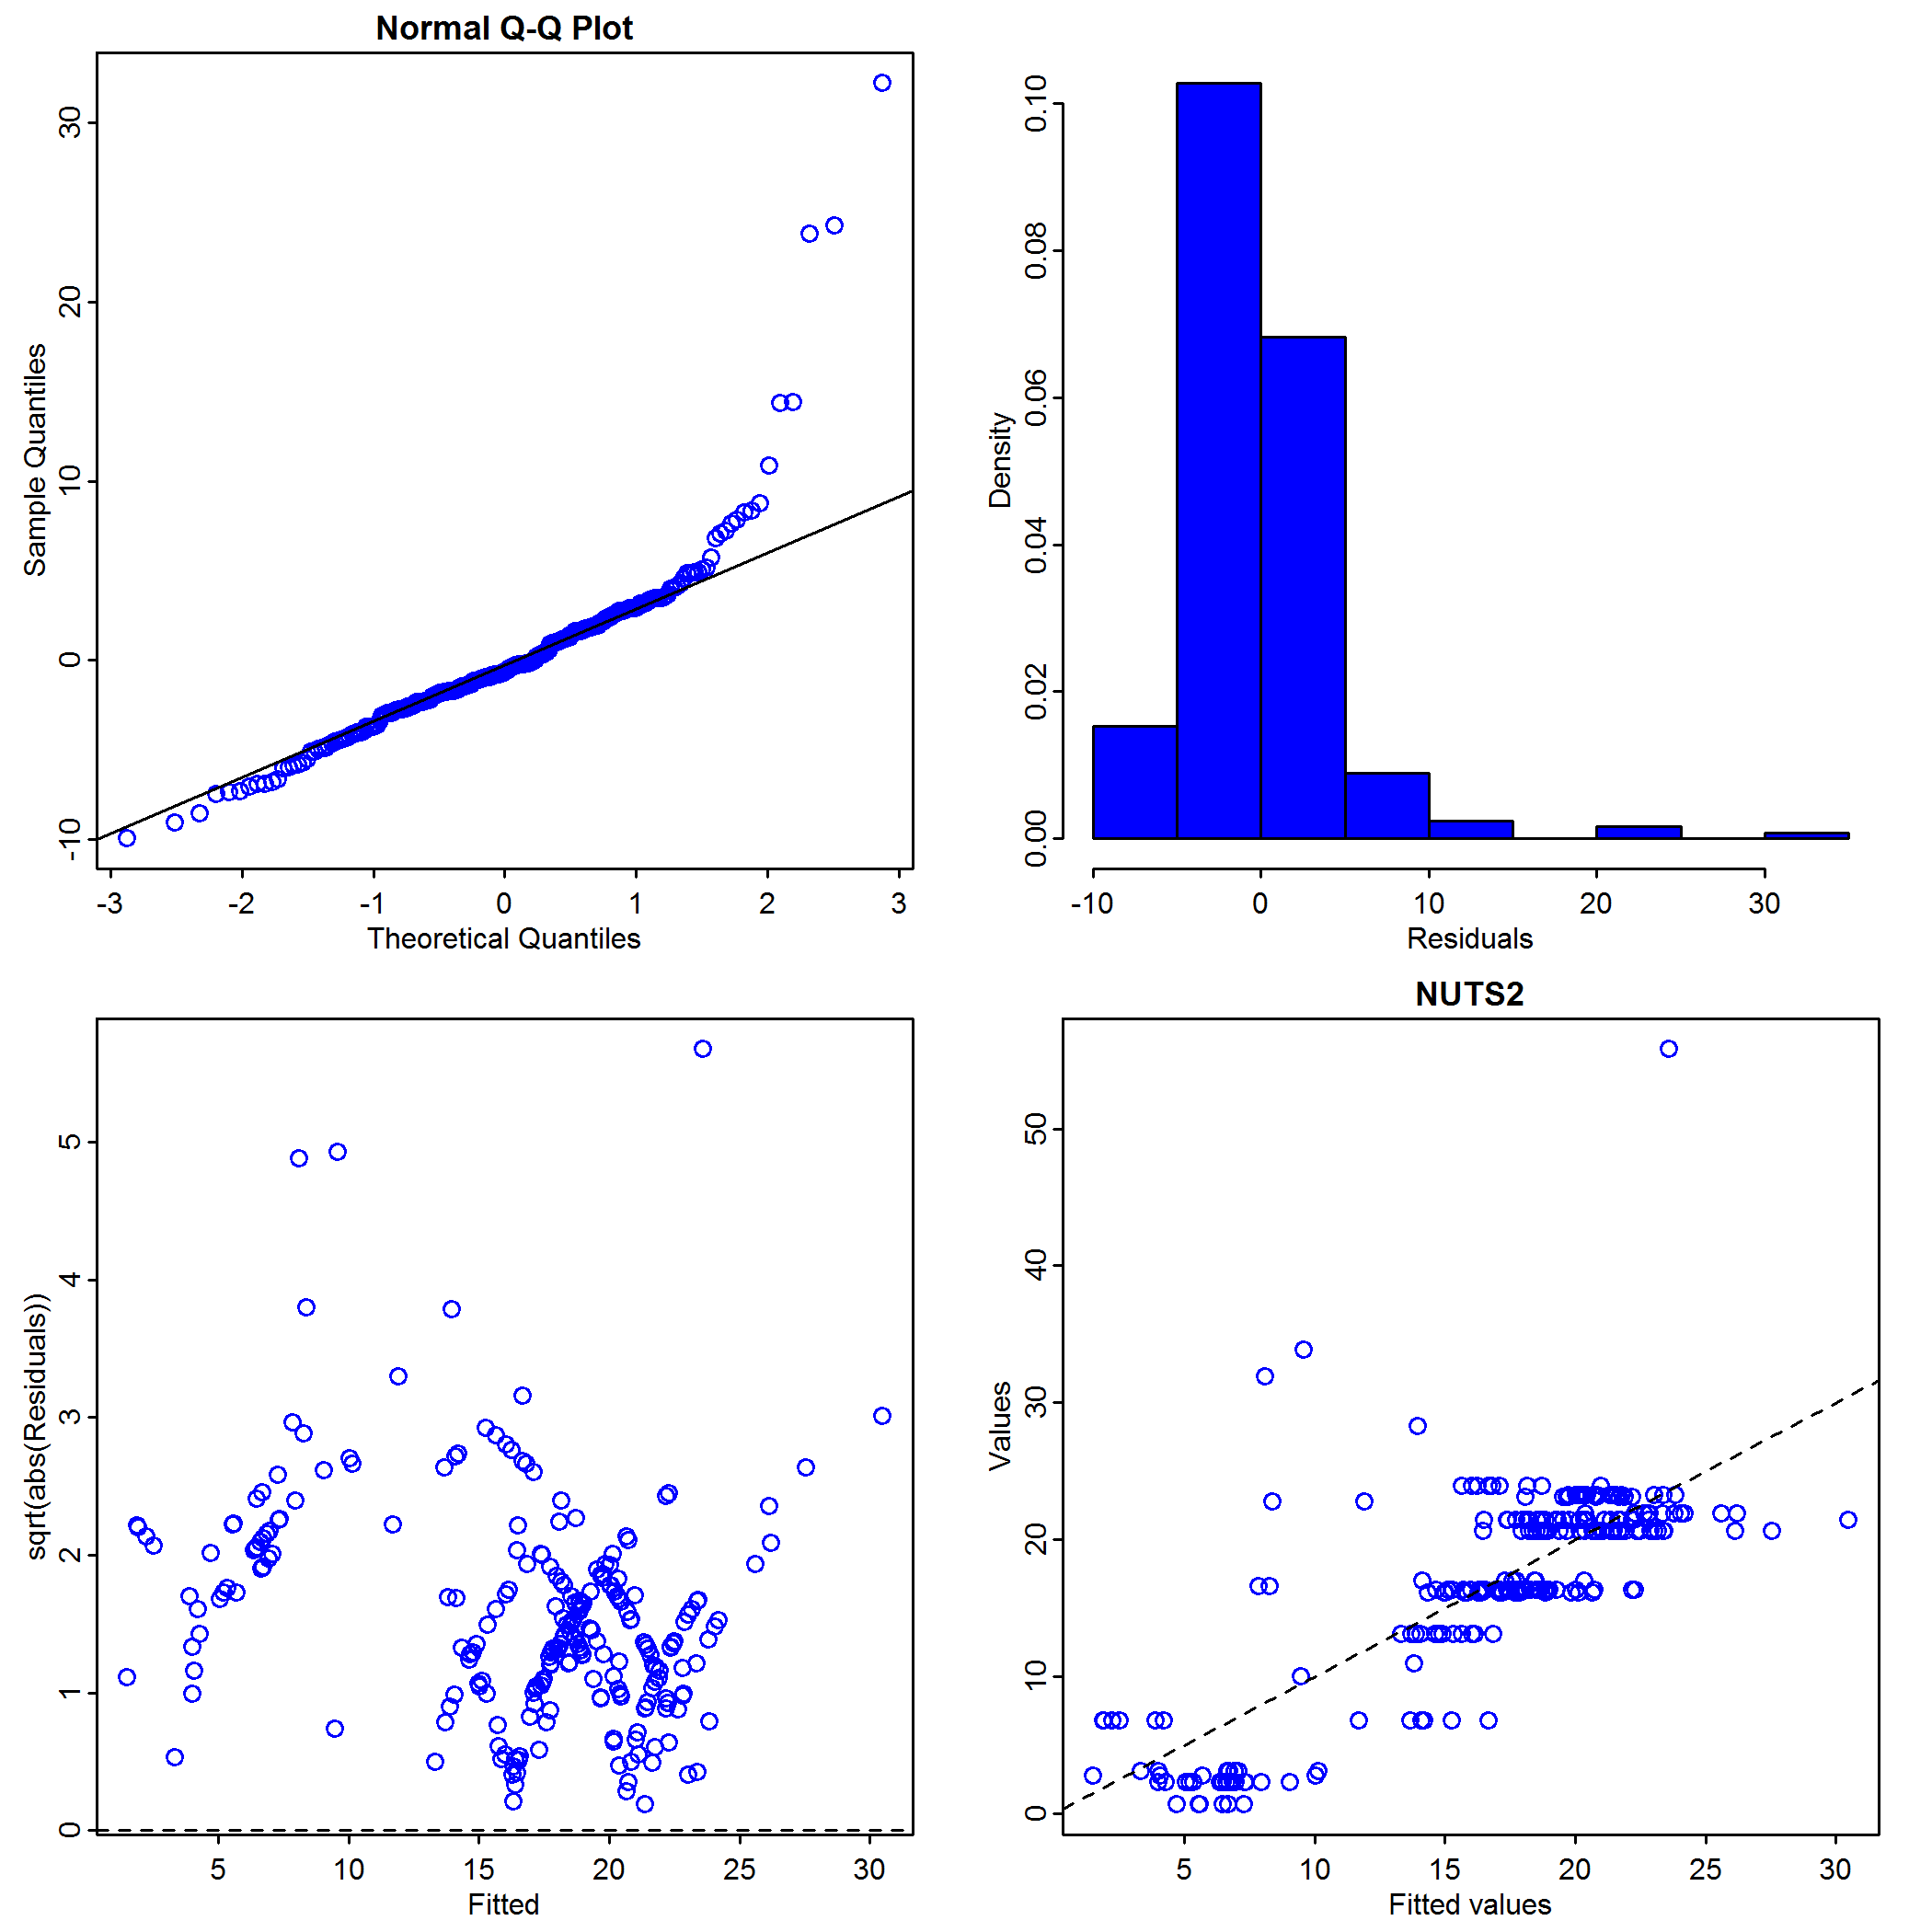 Normal Q-Q Plot
Sample Quantiles
30
20
10
0
-10
-3 -2 -1 0 1 2 3
Theoretical Quantiles
Density
0.10
0.08
0.06
0.04
0.02
0.00
-10 0 10 20 30
Residuals
sqrt(abs(Residuals))
5
4
3
2
1
0
5 10 15 20 25 30
Fitted
NUTS2
Values
50
40
30
20
10
0
5 10 15 20 25 30
Fitted values